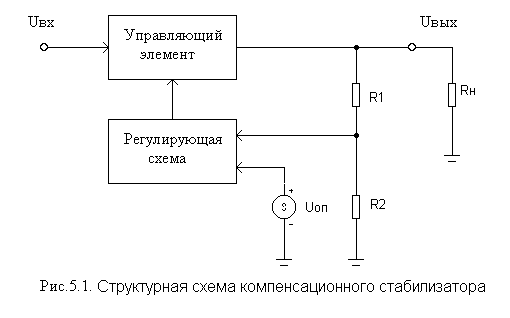 Uвх
Управляющий
элемент
Uвых
R1
Rн
Регулирующая
схема
+
Uоп
-
R2
Рис.5.1. Структурная схема компенсационного стабилизатора